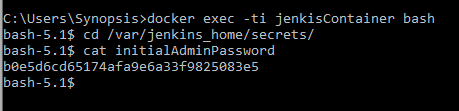 C:\Users\Synopsis>docker exec -ti jenkisContainer bash
bash-5.1$ cd /var/jenkins_home/secrets/
bash-5.1$ cat initialAdminPassword
b0e5d6cd65174afa9e6a33f9825083e5
bash-5.1$